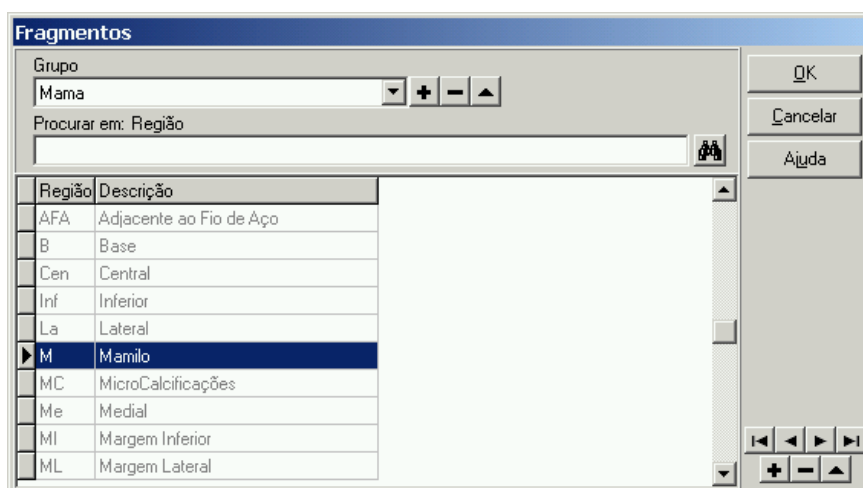 Fragmentos
Grupo
OK
Mama
Cancelar
Procurar em: Região
Ajuda
Região Descrição
AFA Adjacente ao Fio de Aço
B Base
Cen Central
Inf Inferior
La Lateral
M Mamilo
MC MicroCalcificações
Me Medial
MI Margem Inferior
ML Margem Lateral